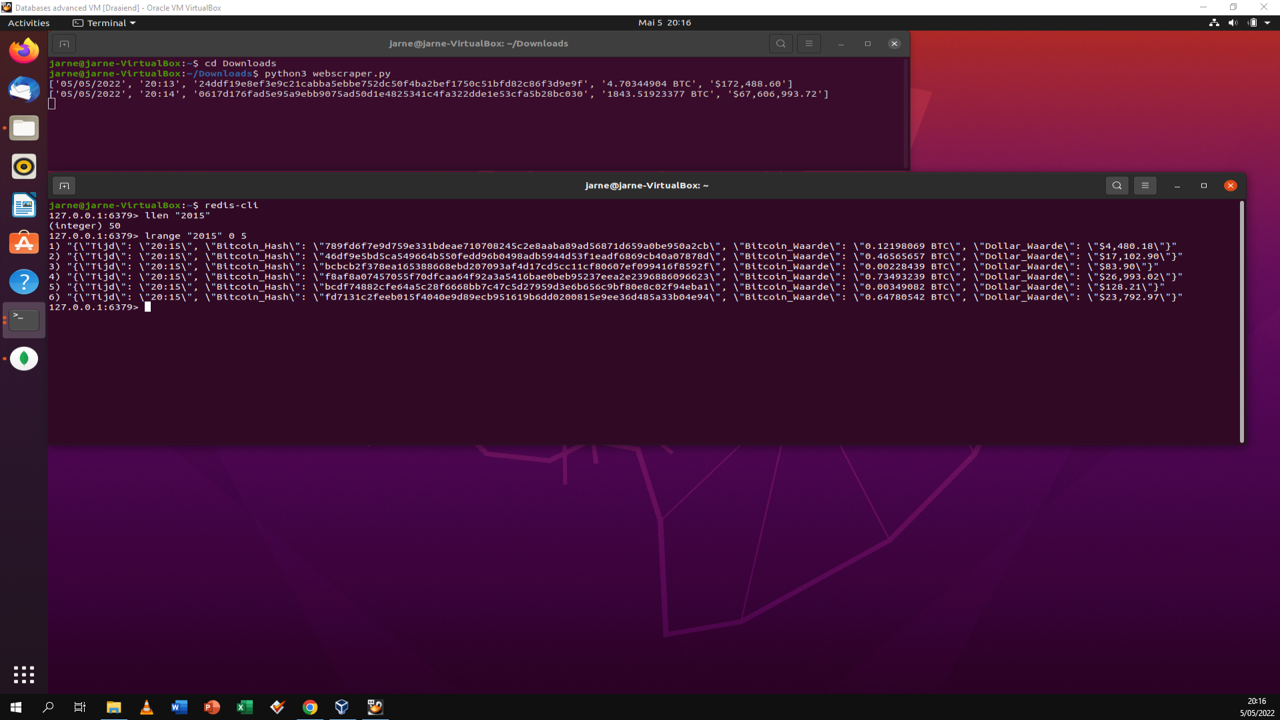 Databases advanced VM [Draaiend] - Oracle VM VirtualBox
Activities
Terminal
Mai 5 20:16
jarne@jarne-VirtualBox: ~/Downloads
jarne@jarne-VirtualBox:~$ cd Downloads
jarne@jarne-VirtualBox:~/Downloads$ python3 webscraper.py
['05/05/2022', '20:13', '24ddf19e8ef3e9c21cabba5ebbe752dc50f4ba2bef1750c51bfd82c86f3d9e9f', '4.70344904 BTC', '$172,488.60']
['05/05/2022', '20:14', '0617d176fad5e95a9ebb9075ad50d1e4825341c4fa322dde1e53cfa5b28bc030', '1843.51923377 BTC', '$67,606,993.72']
jarne@jarne-VirtualBox: ~
jarne@jarne-VirtualBox:~$ redis-cli
127.0.0.1:6379> llen "2015"
(integer) 50
127.0.0.1:6379> lrange "2015" 0 5
1) "{\"Tijd\": \"20:15\", \"Bitcoin_Hash\": \"789fd6f7e9d759e331bdeae710708245c2e8aaba89ad56871d659a0be950a2cb\", \"Bitcoin_Waarde\": \"0.12198069 BTC\", \"Dollar_Waarde\": \"$4,480.18\"}"
2) "{\"Tijd\": \"20:15\", \"Bitcoin_Hash\": \"46df9e5bd5ca549664b550fedd96b0498adb5944d53f1eadf6869cb40a07878d\", \"Bitcoin_Waarde\": \"0.46565657 BTC\", \"Dollar_Waarde\": \"$17,102.90\"}"
3) "{\"Tijd\": \"20:15\", \"Bitcoin_Hash\": \"bcbcb2f378ea165388668ebd207093af4d17cd5cc11cf80607ef099416f8592f\", \"Bitcoin_Waarde\": \"0.00228439 BTC\", \"Dollar_Waarde\": \"$83.90\"}"
4) "{\"Tijd\": \"20:15\", \"Bitcoin_Hash\": \"f8af8a07457055f70dfcaa64f92a3a5416bae0beb95237eea2e2396886096623\", \"Bitcoin_Waarde\": \"0.73493239 BTC\", \"Dollar_Waarde\": \"$26,993.02\"}"
5) "{\"Tijd\": \"20:15\", \"Bitcoin_Hash\": \"bcdf74882cfe64a5c28f6668bb7c47c5d27959d3e6b656c9bf80e8c02f94eba1\", \"Bitcoin_Waarde\": \"0.00349082 BTC\", \"Dollar_Waarde\": \"$128.21\"}"
6) "{\"Tijd\": \"20:15\", \"Bitcoin_Hash\": \"fd7131c2feeb015f4040e9d89ecb951619b6dd0200815e9ee36d485a33b04e94\", \"Bitcoin_Waarde\": \"0.64780542 BTC\", \"Dollar_Waarde\": \"$23,792.97\"}"
127.0.0.1:6379>
20:16
5/05/2022